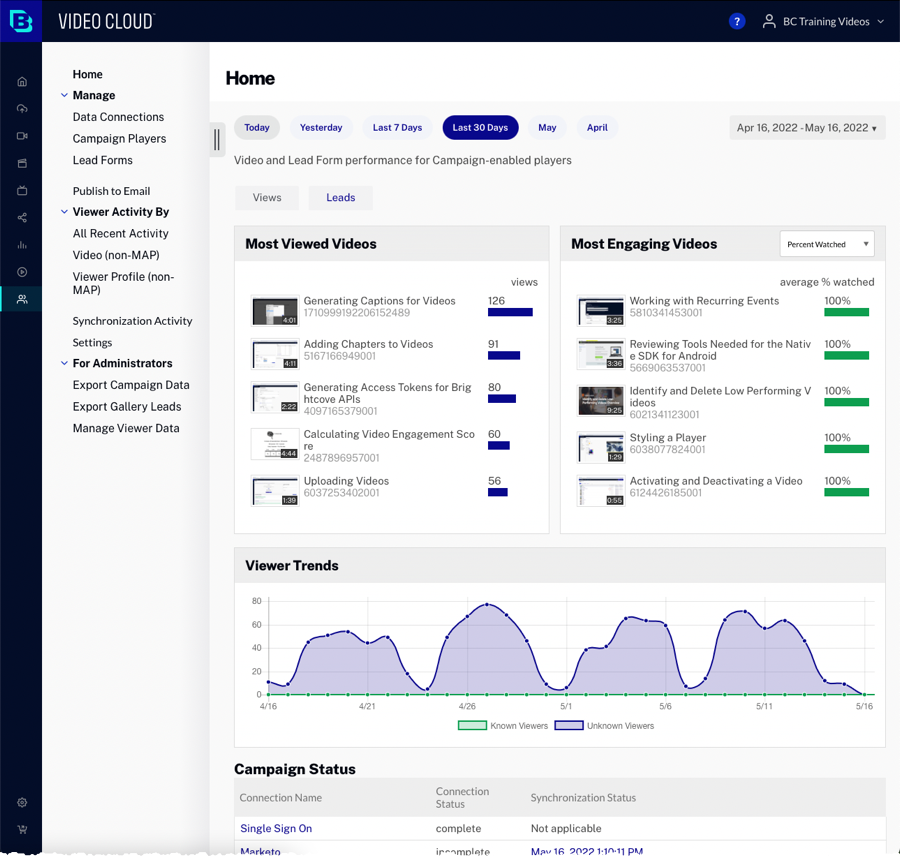 VIDEO CLOUD
?
BC Training Videos
Home
Manage
Data Connections
Campaign Players
Lead Forms
Publish to Email
Viewer Activity By
All Recent Activity
Video (non-MAP)
Viewer Profile (non-
MAP)
Synchronization Activity
Settings
For Administrators
Export Campaign Data
Export Gallery Leads
Manage Viewer Data
Home
Today Yesterday Last 7 Days Last 30 Days May April
Apr 16, 2022 - May 16, 2022
Video and Lead Form performance for Campaign-enabled players
Views Leads
Most Viewed Videos
views
4:01
Generating Captions for Videos 126
1710999192206152489
4:11
Adding Chapters to Videos 91
5167166949001
2:22
Generating Access Tokens for Brig 80
htcove APIs
4097165379001
4:44
Calculating Video Engagement Sco 60
re
2487896957001
1:39
Uploading Videos 56
6037253402001
Most Engaging Videos
Percent Watched
average % watched
3:25
Working with Recurring Events 100%
5810341453001
3:36
Reviewing Tools Needed for the Nativ 100%
e SDK for Android
5669063537001
9:25
Identify and Delete Low Performing V 100%
ideos
6021341123001
1:29
Styling a Player 100%
6038077824001
0:55
Activating and Deactivating a Video 100%
6124426185001
Viewer Trends
80
60
40
20
0
4/16 4/21 4/26 5/1 5/6 5/11 5/16
Known Viewers Unknown Viewers
Campaign Status
Connection Name
Connection
Status
Synchronization Status
Single Sign On complete Not applicable
Marketo incomplete May 16, 2022 1:10:11 PM